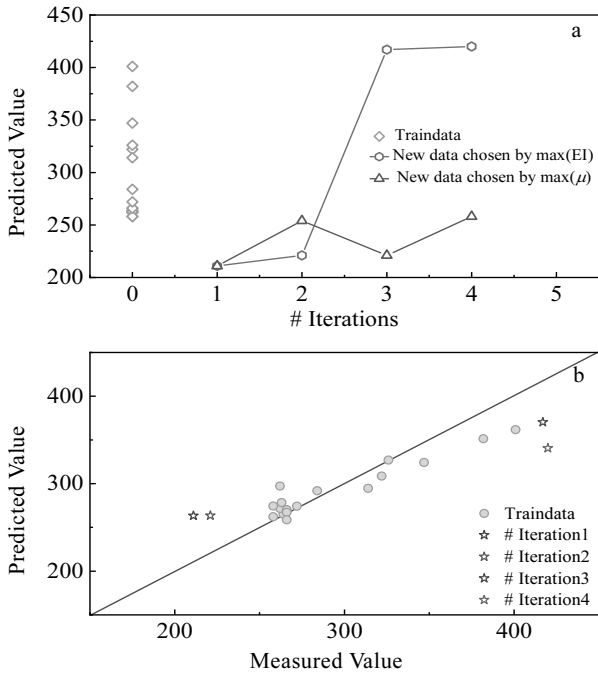 a
Predicted Value
450
400
350
300
250
200
Traindata
New data chosen by max(EI)
New data chosen by max(μ)
0 1 2 3 4 5
# Iterations
b
Predicted Value
400
300
200
Traindata
# Iteration1
# Iteration2
# Iteration3
# Iteration4
200 300 400
Measured Value